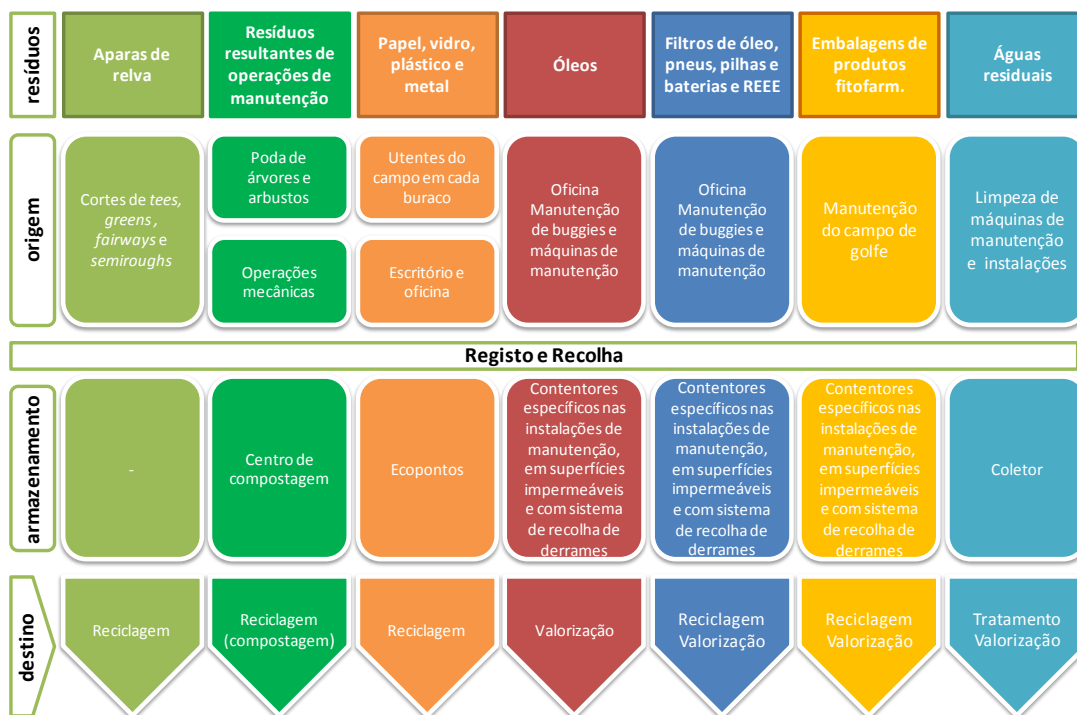 resíduos
Aparas de
relva
Resíduos
resultantes de
operações de
manutenção
Papel, vidro,
plástico e
metal
Óleos
Filtros de óleo,
pneus, pilhas e
baterias e REEE
Embalagens de
produtos
fitofarm.
Águas
residuais
origem
Cortes de tees,
greens ,
fairways e
semiroughs
Poda de
árvores e
arbustos
Operações
mecânicas
Utentes do
campo em cada
buraco
Escritório e
oficina
Oficina
Manutenção
de buggies e
máquinas de
manutenção
Oficina
Manutenção
de buggies e
máquinas de
manutenção
Manutenção
do campo de
golfe
Limpeza de
máquinas de
manutenção
e instalações
Registo e Recolha
armazenamento
-
Centro de
compostagem
Ecopontos
Contentores
específicos nas
instalações de
manutenção,
em superfícies
impermeáveis
e com sistema
de recolha de
derrames
Contentores
específicos nas
instalações de
manutenção,
em superfícies
impermeáveis
e com sistema
de recolha de
derrames
Contentores
específicos nas
instalações de
manutenção,
em superfícies
impermeáveis
e com sistema
de recolha de
derrames
Coletor
destino
Reciclagem
Reciclagem
(compostagem)
Reciclagem
Valorização
Reciclagem
Valorização
Reciclagem
Valorização
Tratamento
Valorização